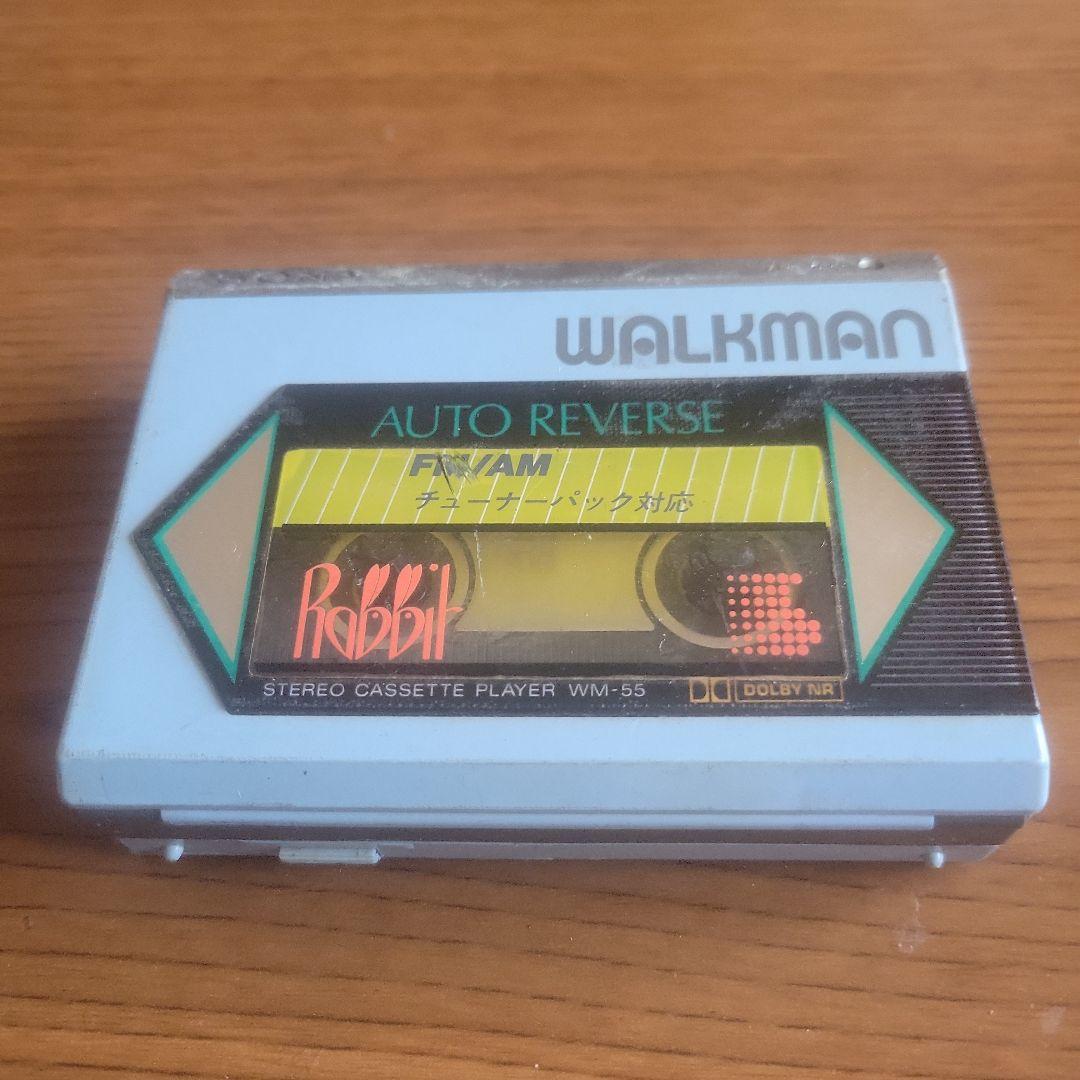 WALKMAN
AUTO REVERSE
FM/AM
チューナーパック対応
Rabbit
STEREO CASSETTE PLAYER WM-55
DOLBY NR